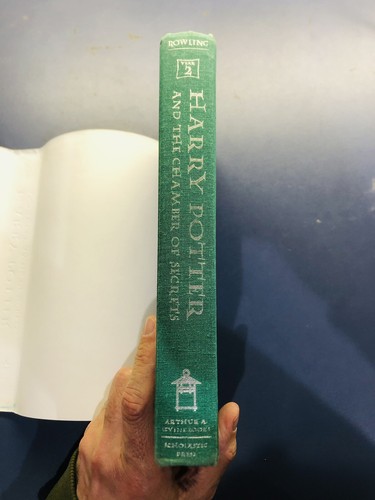 ROWLING
YEAR
2
HARRY POTTER
AND THE CHAMBER OF SECRETS
ARTHUR A.
LEVINE BOOKS
SCHOLASTIC
PRESS